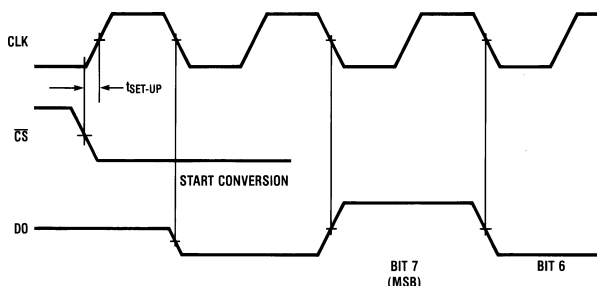 CLK
tSET-UP
CS
START CONVERSION
DO
BIT 7
(MSB)
BIT 6